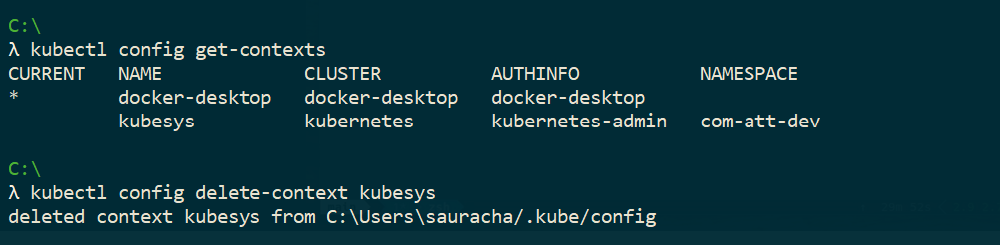 C:\
λ kubectl config get-contexts
CURRENT   NAME             CLUSTER          AUTHINFO           NAMESPACE
*         docker-desktop   docker-desktop   docker-desktop
          kubesys          kubernetes       kubernetes-admin   com-att-dev
C:\
λ kubectl config delete-context kubesys
deleted context kubesys from C:\Users\sauracha/.kube/config